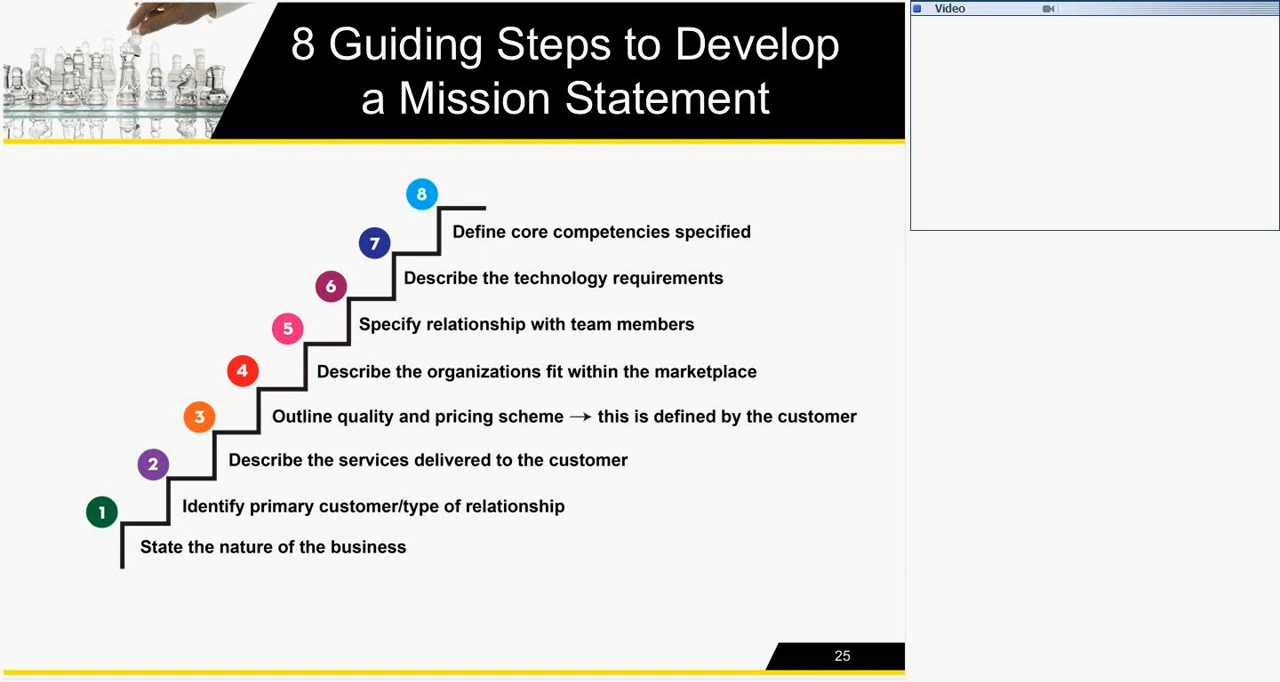 8 Guiding Steps to Develop
a Mission Statement
Video
8
Define core competencies specified
7
Describe the technology requirements
6
Specify relationship with team members
5
Describe the organizations fit within the marketplace
4
Outline quality and pricing scheme → this is defined by the customer
3
Describe the services delivered to the customer
2
Identify primary customer/type of relationship
1
State the nature of the business
25